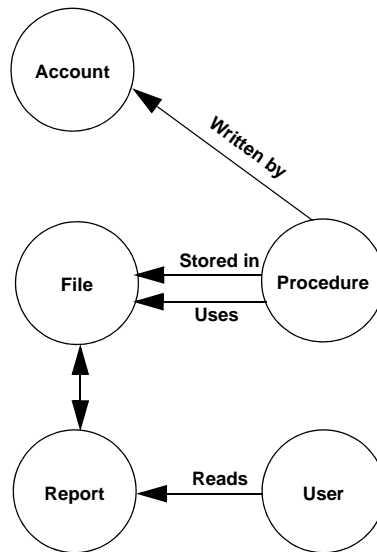 Account
Written by
Stored in
File
Procedure
Uses
Reads
Report
User